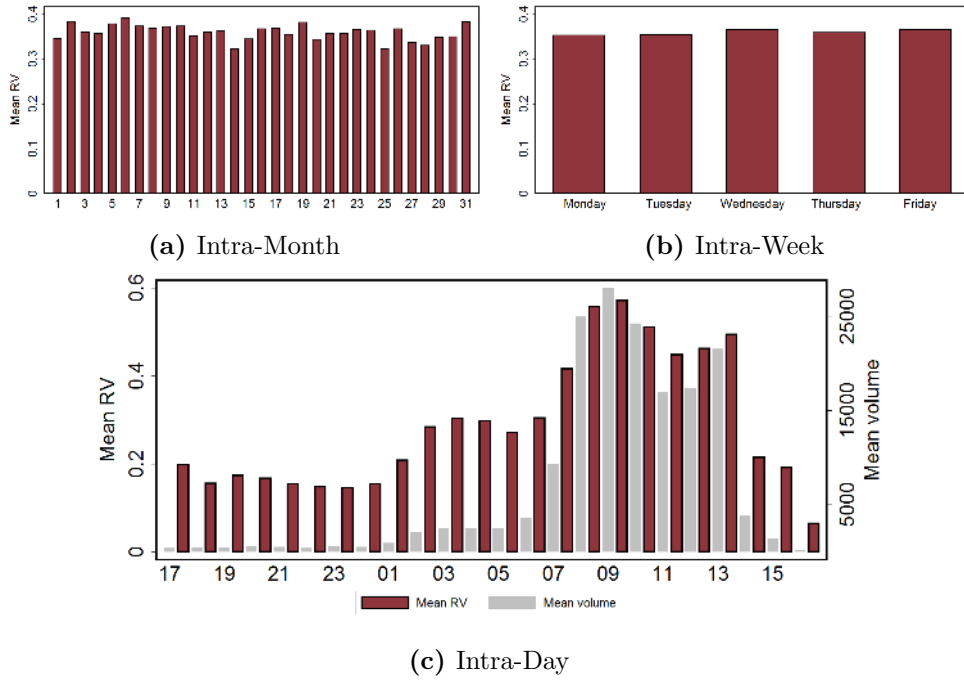 0.4
0.3
0.2
0.1
0
Mean RV
1 3 5 7 9 11 13 15 17 19 21 23 25 27 29 31
(a) Intra-Month
0.4
0.3
0.2
0.1
0
Mean RV
Monday Tuesday Wednesday Thursday Friday
(b) Intra-Week
0.6
0.4
0.2
0
Mean RV
25000
15000
5000
Mean volume
17 19 21 23 01 03 05 07 09 11 13 15
Mean RV Mean volume
(c) Intra-Day